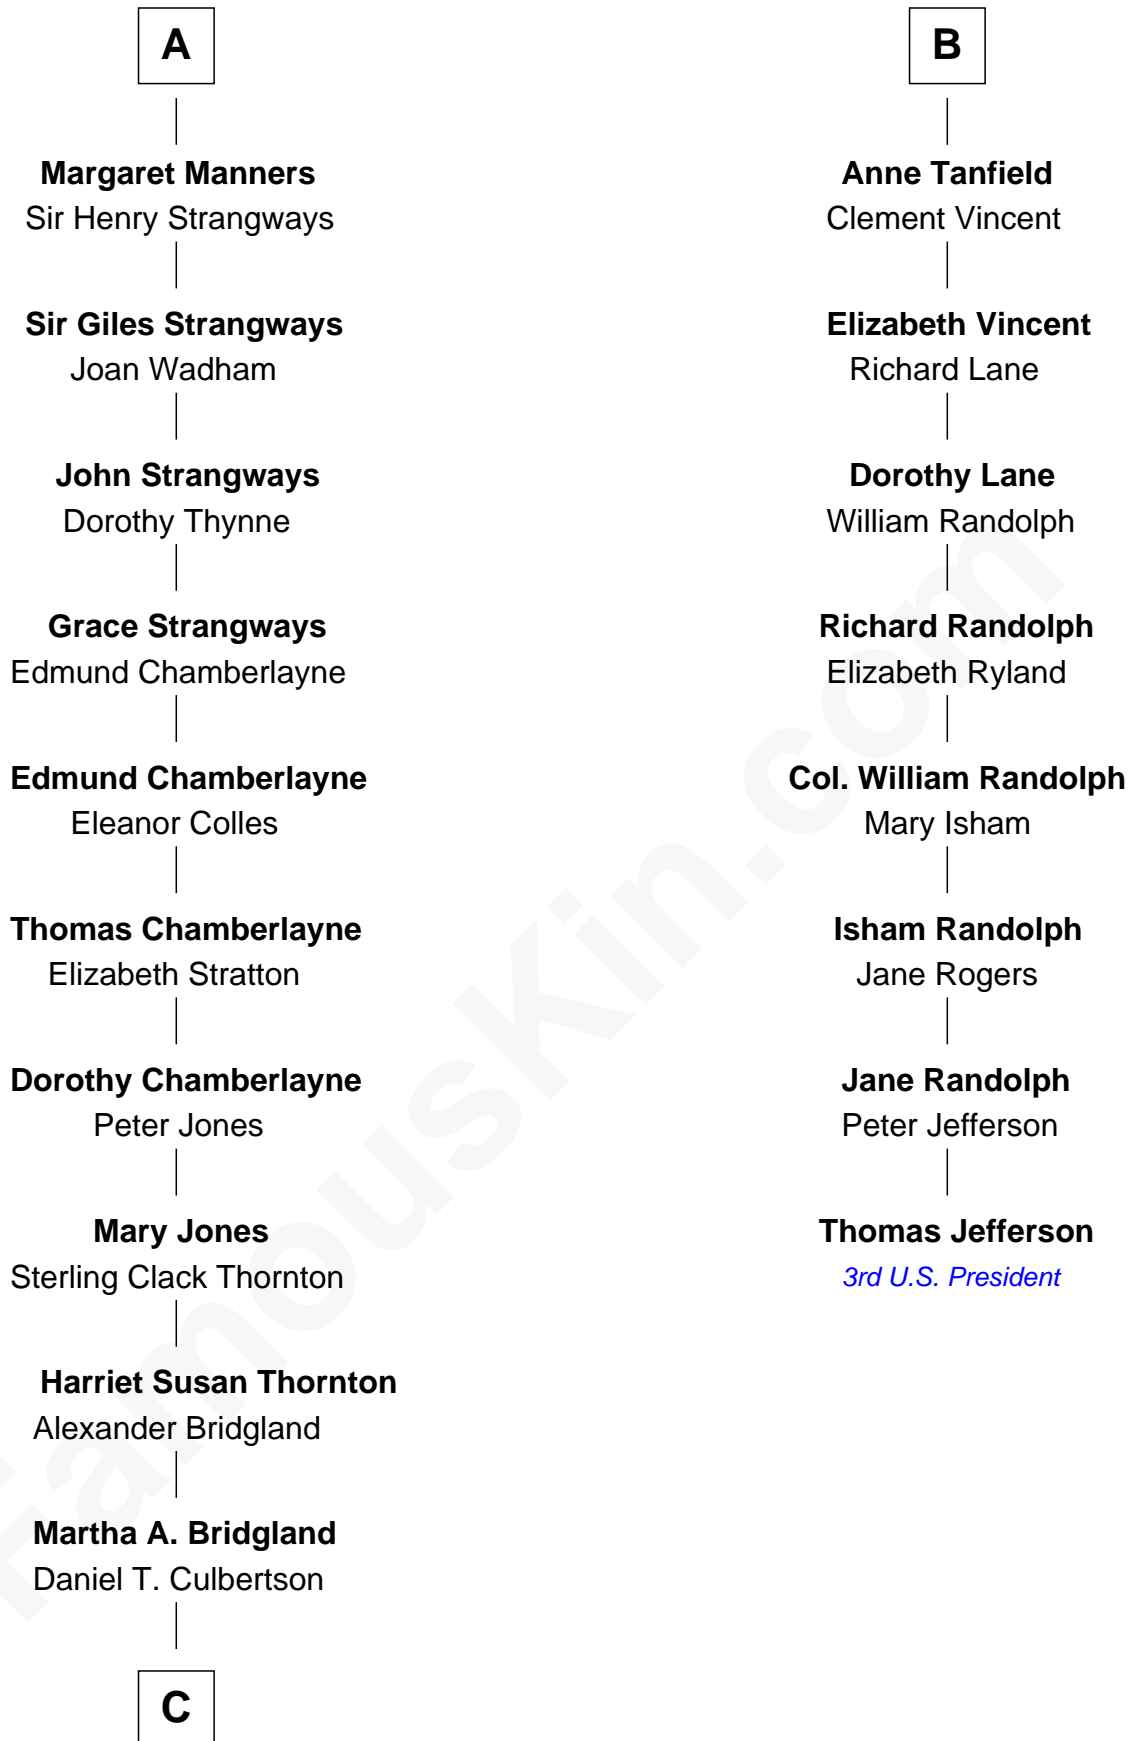 A
Margaret Manners
Sir Henry Strangways
Sir Giles Strangways
Joan Wadham
John Strangways
Dorothy Thynne
Grace Strangways
Edmund Chamberlayne
Edmund Chamberlayne
Eleanor Colles
Thomas Chamberlayne
Elizabeth Stratton
Dorothy Chamberlayne
Peter Jones
Mary Jones
Sterling Clack Thornton
Harriet Susan Thornton
Alexander Bridgland
Martha A. Bridgland
Daniel T. Culbertson
C
B
Anne Tanfield
Clement Vincent
Elizabeth Vincent
Richard Lane
Dorothy Lane
William Randolph
Richard Randolph
Elizabeth Ryland
Col. William Randolph
Mary Isham
Isham Randolph
Jane Rogers
Jane Randolph
Peter Jefferson
Thomas Jefferson
3rd U.S. President
FamousKin.com